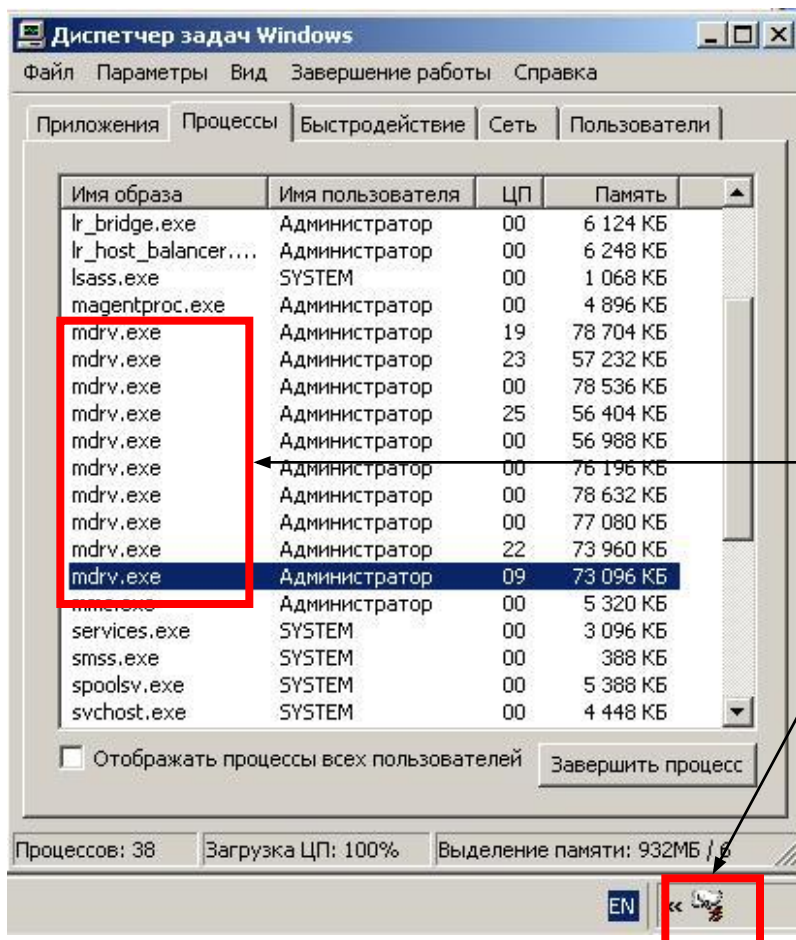 Диспетчер задач Windows
Файл Параметры Вид Завершение работы Справка
Приложения Процессы Быстродействие Сеть Пользователи
Имя образа Имя пользователя ЦП Память
lr_bridge.exe Администратор 00 6 124 КБ
lr_host_balancer.... Администратор 00 6 248 КБ
lsass.exe SYSTEM 00 1 068 КБ
magentproc.exe Администратор 00 4 896 КБ
mdrv.exe Администратор 19 78 704 КБ
mdrv.exe Администратор 23 57 232 КБ
mdrv.exe Администратор 00 78 536 КБ
mdrv.exe Администратор 25 56 404 КБ
mdrv.exe Администратор 00 56 988 КБ
mdrv.exe Администратор 00 76 196 КБ
mdrv.exe Администратор 00 78 632 КБ
mdrv.exe Администратор 00 77 080 КБ
mdrv.exe Администратор 22 73 960 КБ
mdrv.exe Администратор 09 73 096 КБ
mmc.exe Администратор 00 5 320 КБ
services.exe SYSTEM 00 3 096 КБ
smss.exe SYSTEM 00 388 КБ
spoolsv.exe SYSTEM 00 5 388 КБ
svchost.exe SYSTEM 00 4 448 КБ
Отображать процессы всех пользователей Завершить процесс
Процессов: 38 Загрузка ЦП: 100% Выделение памяти: 932МБ / 6
EN «